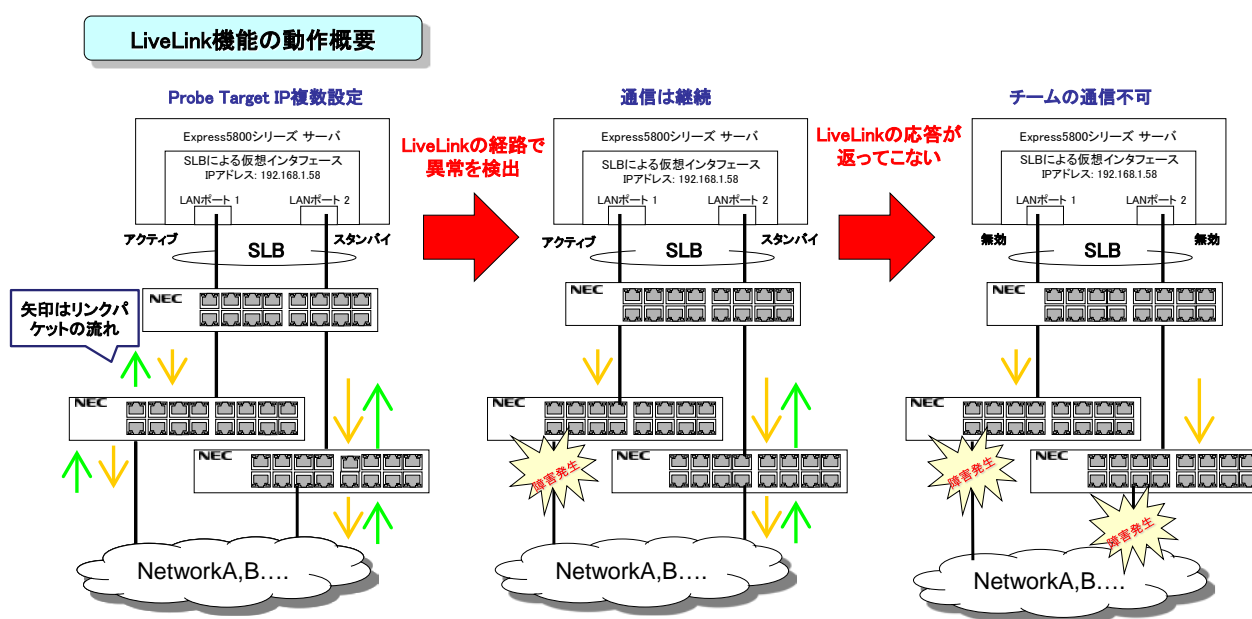 LiveLink機能の動作概要
Probe Target IP複数設定
Express5800シリーズ サーバ
SLBによる仮想インタフェース
IPアドレス: 192.168.1.58
LANポート 1
LANポート 2
アクティブ
スタンバイ
SLB
NEC
矢印はリンクパ
ケットの流れ
NEC
NEC
NetworkA,B….
LiveLinkの経路で
異常を検出
通信は継続
Express5800シリーズ サーバ
SLBによる仮想インタフェース
IPアドレス: 192.168.1.58
LANポート 1
LANポート 2
アクティブ
スタンバイ
SLB
NEC
NEC
NEC
障害発生
NetworkA,B….
LiveLinkの応答が
返ってこない
チームの通信不可
Express5800シリーズ サーバ
SLBによる仮想インタフェース
IPアドレス: 192.168.1.58
LANポート 1
LANポート 2
無効
無効
SLB
NEC
NEC
NEC
障害発生
障害発生
NetworkA,B….